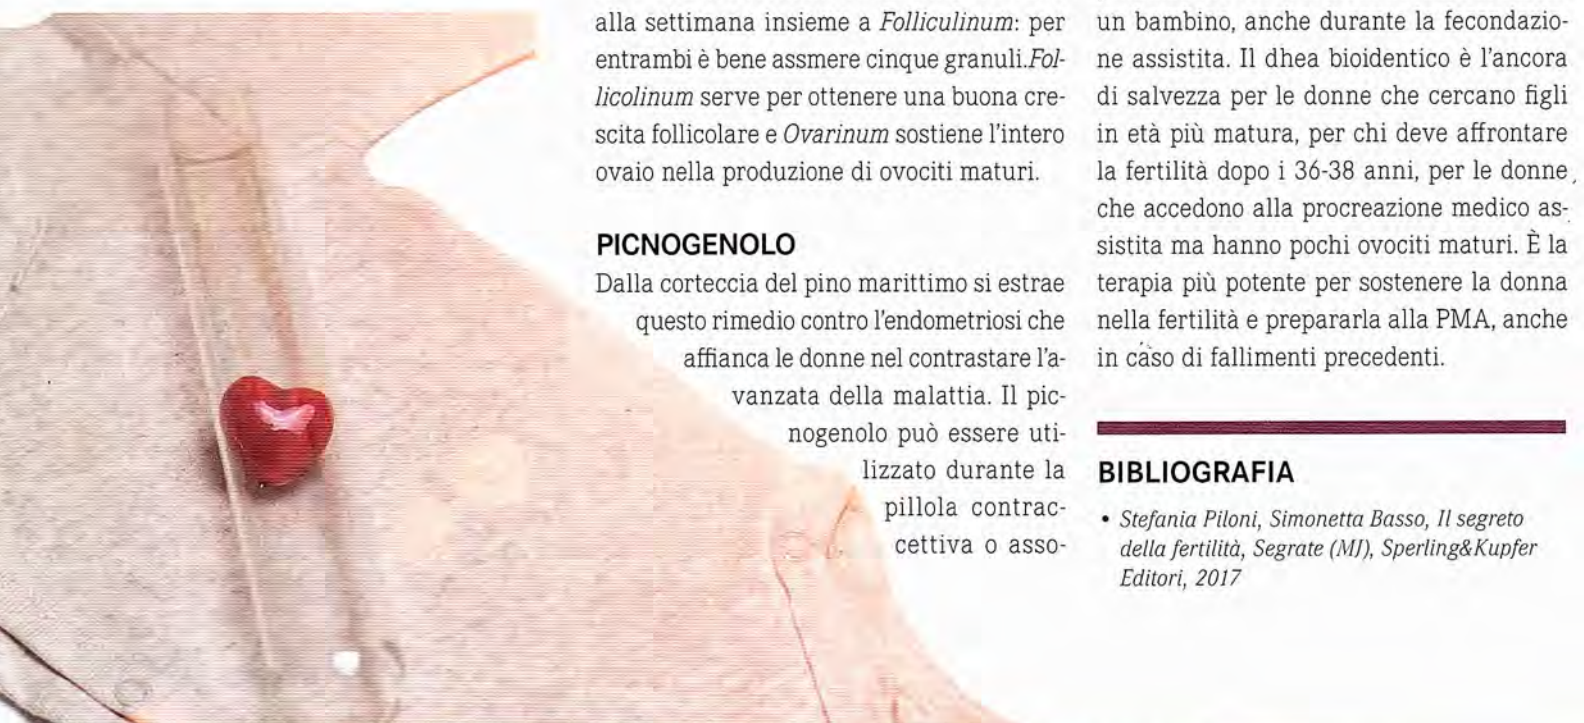 alla settimana insieme a Folliculinum: per
entrambi è bene assmere cinque granuli.Fol-
licolinum serve per ottenere una buona cre-
scita follicolare e Ovarinum sostiene l'intero
ovaio nella produzione di ovociti maturi.
PICNOGENOLO
Dalla corteccia del pino marittimo si estrae
questo rimedio contro l'endometriosi che
affianca le donne nel contrastare l'a-
vanzata della malattia. Il pic-
nogenolo può essere uti-
lizzato durante la
pillola contrac-
cettiva o asso-
un bambino, anche durante la fecondazio-
ne assistita. Il dhea bioidentico è l'ancora
di salvezza per le donne che cercano figli
in età più matura, per chi deve affrontare
la fertilità dopo i 36-38 anni, per le donne
che accedono alla procreazione medico as-
sistita ma hanno pochi ovociti maturi. È la
terapia più potente per sostenere la donna
nella fertilità e prepararla alla PMA, anche
in caso di fallimenti precedenti.
BIBLIOGRAFIA
• Stefania Piloni, Simonetta Basso, Il segreto
della fertilità, Segrate (MI), Sperling&Kupfer
Editori, 2017